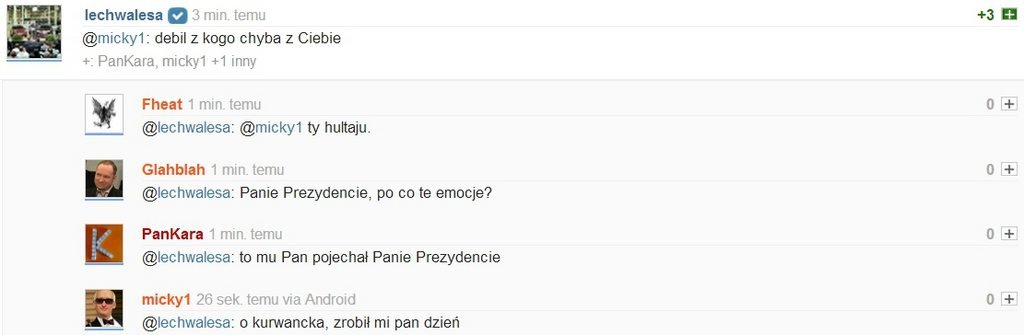 lechwalesa 3 min. temu +3
@micky1: debil z kogo chyba z Ciebie
+: PanKara, micky1 +1 inny
Fheat 1 min. temu 0
@lechwalesa: @micky1 ty hultaju.
Glahblah 1 min. temu 0
@lechwalesa: Panie Prezydencie, po co te emocje?
PanKara 1 min. temu 0
@lechwalesa: to mu Pan pojechał Panie Prezydencie
micky1 26 sek. temu via Android 0
@lechwalesa: o kurwancka, zrobił mi pan dzień